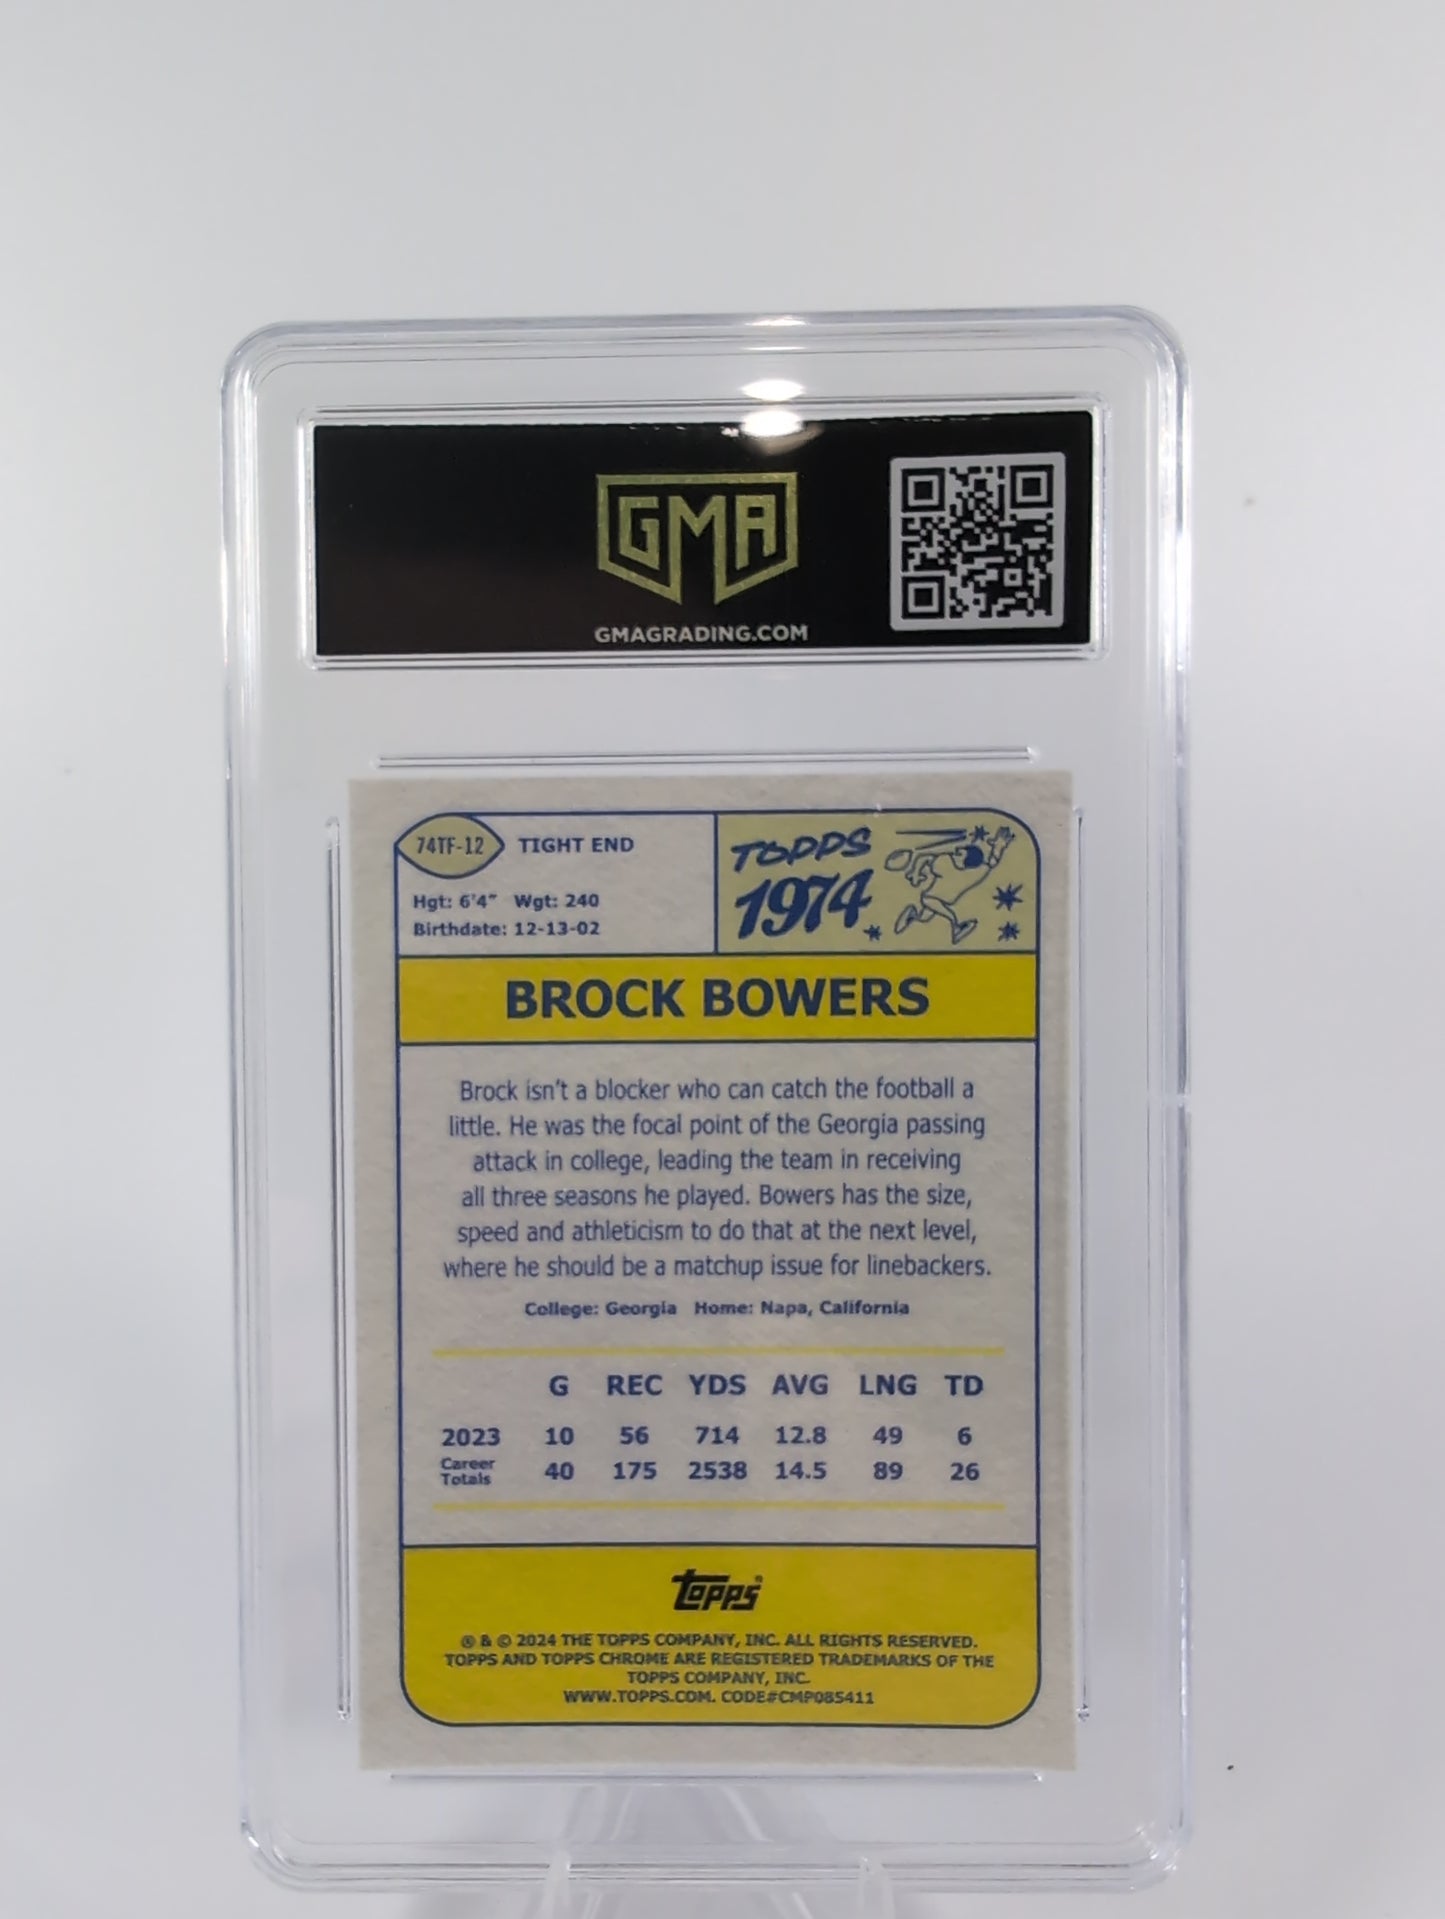 GMA
GMAGRADING.COM
74TF-12 TIGHT END
Hgt: 6'4" Wgt: 240
Birthdate: 12-13-02
TOPPS
1974
BROCK BOWERS
Brock isn't a blocker who can catch the football a
little. He was the focal point of the Georgia passing
attack in college, leading the team in receiving
all three seasons he played. Bowers has the size,
speed and athleticism to do that at the next level,
where he should be a matchup issue for linebackers.
College: Georgia Home: Napa, California
G REC YDS AVG LNG TD
2023 10 56 714 12.8 49 6
Career Totals 40 175 2538 14.5 89 26
topps®
® & © 2024 THE TOPPS COMPANY, INC. ALL RIGHTS RESERVED.
TOPPS AND TOPPS CHROME ARE REGISTERED TRADEMARKS OF THE
TOPPS COMPANY, INC.
WWW.TOPPS.COM. CODE#CMP085411